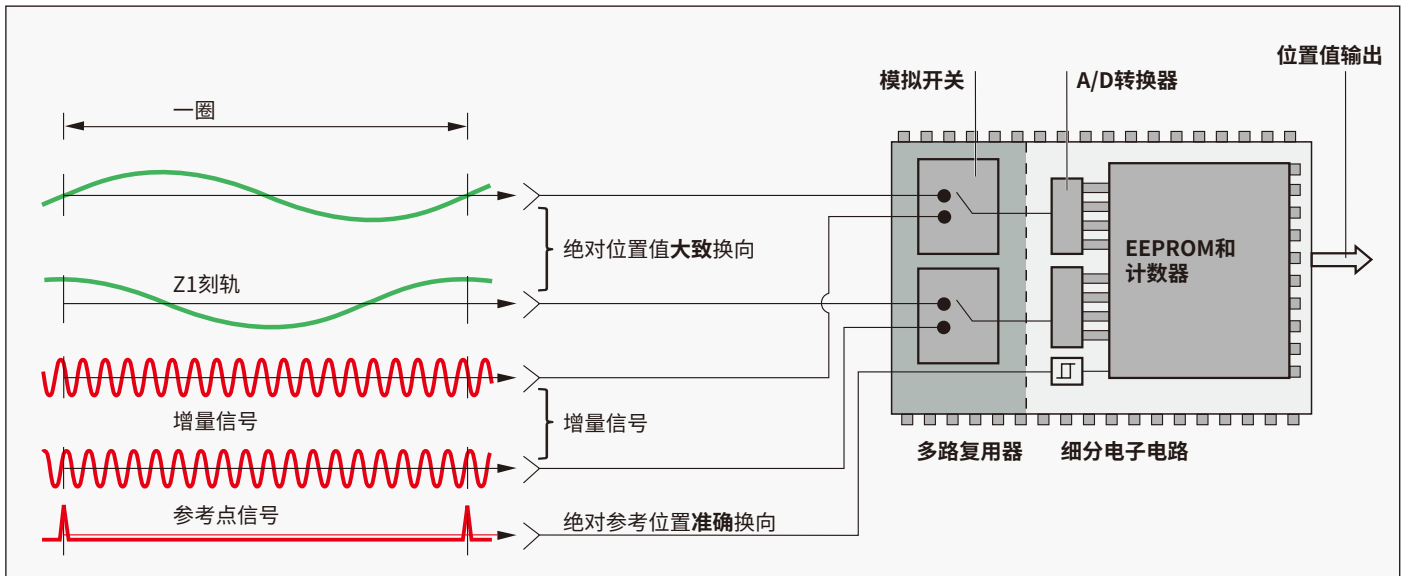 位置值输出
模拟开关
A/D转换器
一圈
绝对位置值大致换向
Z1刻轨
EEPROM和
计数器
增量信号
增量信号
多路复用器
细分电子电路
参考点信号
绝对参考位置准确换向